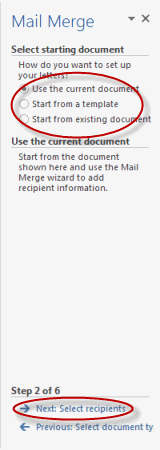 Mail Merge
Select starting document
How do you want to set up
your letters?
Use the current document
Start from a template
Start from existing document
Use the current document
Start from the document
shown here and use the Mail
Merge wizard to add
recipient information.
Step 2 of 6
Next: Select recipients
Previous: Select document ty